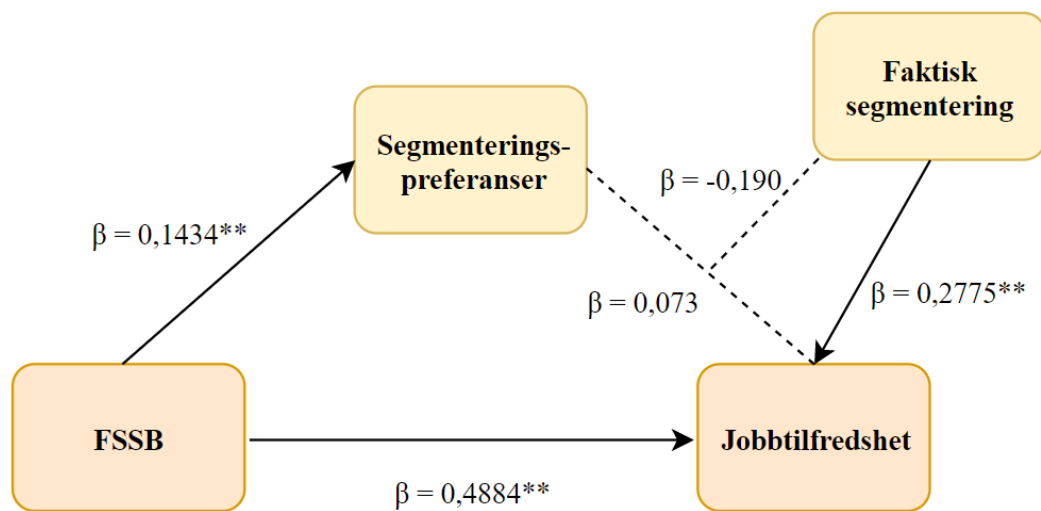 Faktisk
segmentering
Segmenterings-
preferanser
β = -0,190
β = 0,1434**
β = 0,073
β = 0,2775**
FSSB
Jobbtilfredshet
β = 0,4884**